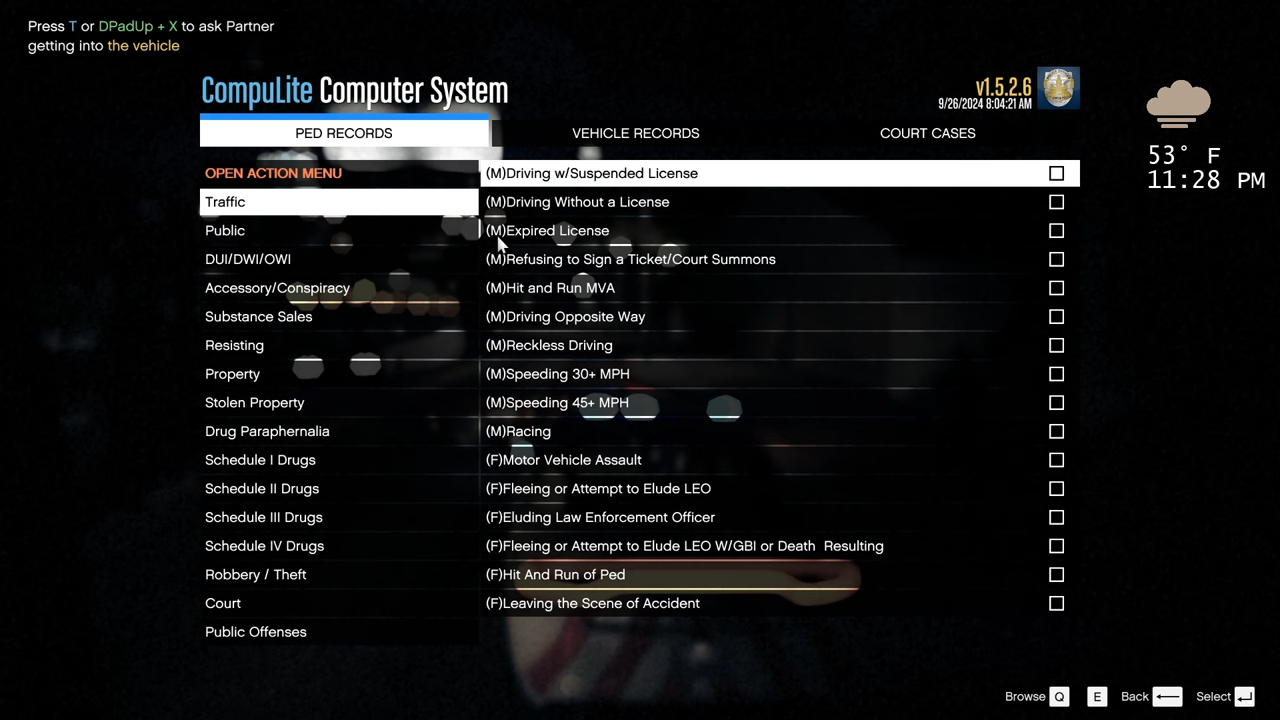 Press T or DPadUp + X to ask Partner
getting into the vehicle
CompuLite Computer System
v1.5.2.6
9/26/2024 8:04:21 AM
53° F
11:28 PM
PED RECORDS
VEHICLE RECORDS
COURT CASES
OPEN ACTION MENU
Traffic
Public
DUI/DWI/OWI
Accessory/Conspiracy
Substance Sales
Resisting
Property
Stolen Property
Drug Paraphernalia
Schedule I Drugs
Schedule II Drugs
Schedule III Drugs
Schedule IV Drugs
Robbery / Theft
Court
Public Offenses
(M)Driving w/Suspended License
(M)Driving Without a License
(M)Expired License
(M)Refusing to Sign a Ticket/Court Summons
(M)Hit and Run MVA
(M)Driving Opposite Way
(M)Reckless Driving
(M)Speeding 30+ MPH
(M)Speeding 45+ MPH
(M)Racing
(F)Motor Vehicle Assault
(F)Fleeing or Attempt to Elude LEO
(F)Eluding Law Enforcement Officer
(F)Fleeing or Attempt to Elude LEO W/GBI or Death  Resulting
(F)Hit And Run of Ped
(F)Leaving the Scene of Accident
Browse Q E Back Select